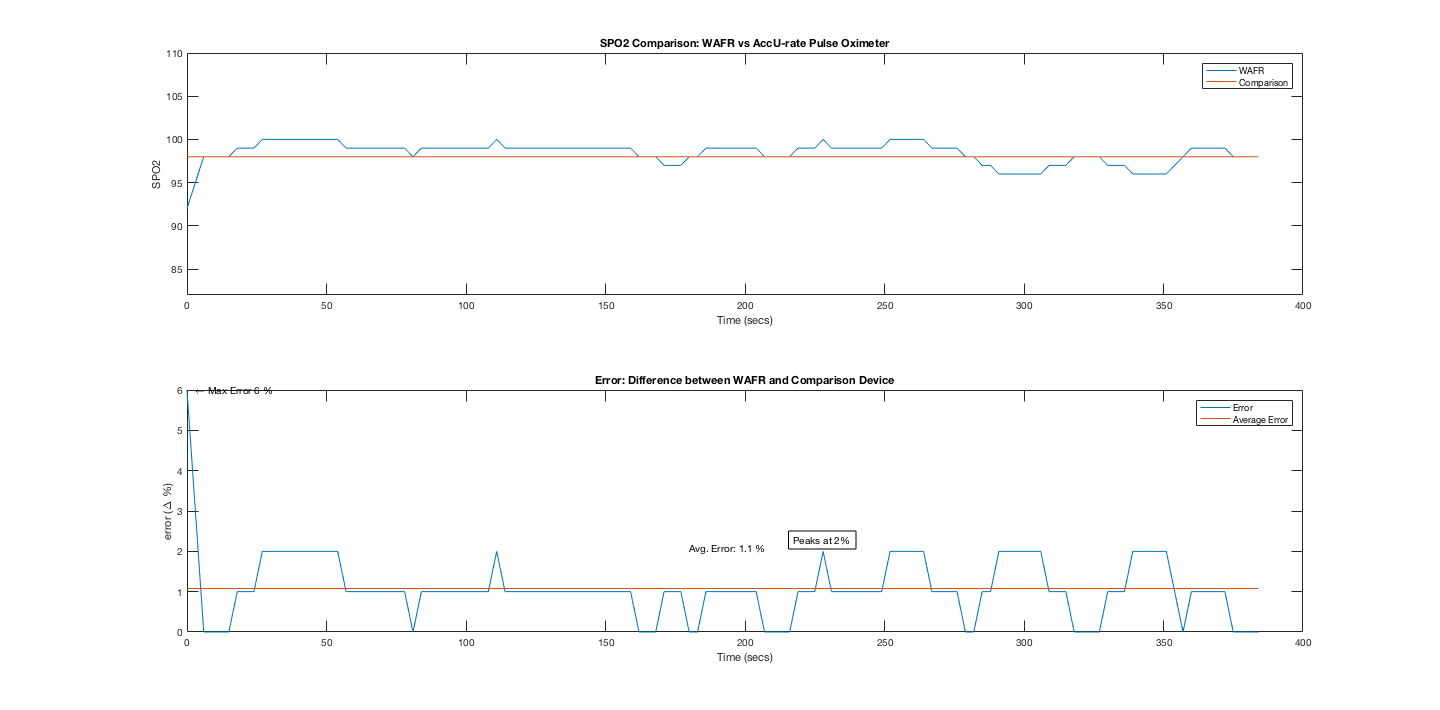 SPO2 Comparison: WAFR vs AccU-rate Pulse Oximeter
110
105
100
95
90
85
SPO2
WAFR
Comparison
0 50 100 150 200 250 300 350 400
Time (secs)
Error: Difference between WAFR and Comparison Device
6
5
4
3
2
1
0
error (Δ %)
← Max Error 6 %
Error
Average Error
Peaks at 2%
Avg. Error: 1.1 %
0 50 100 150 200 250 300 350 400
Time (secs)